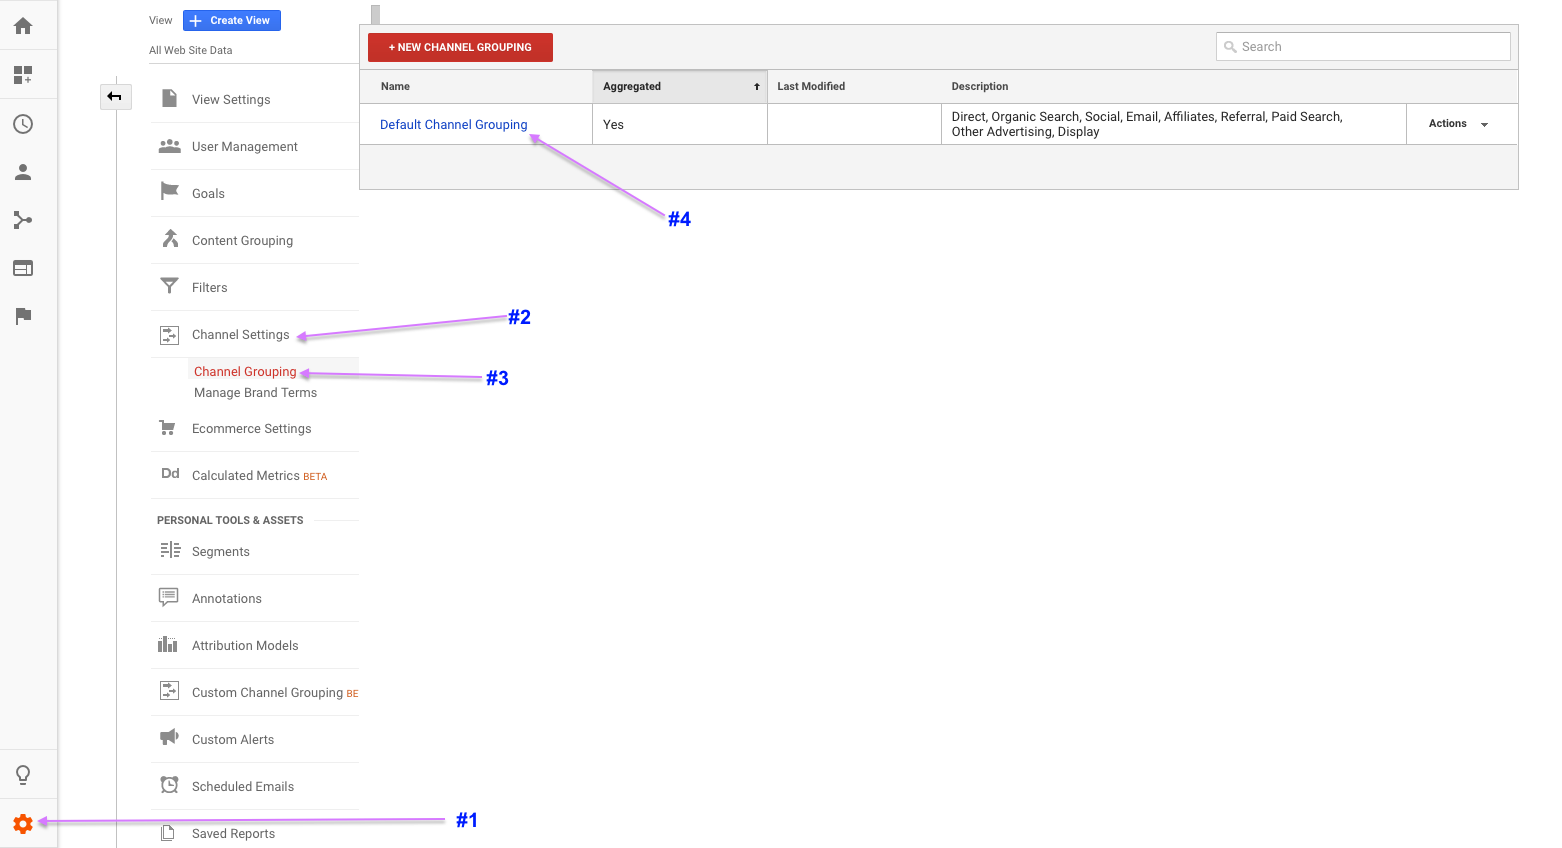 View
+ Create View
All Web Site Data
View Settings
User Management
Goals
Content Grouping
Filters
Channel Settings
Channel Grouping
Manage Brand Terms
Ecommerce Settings
Dd Calculated Metrics BETA
PERSONAL TOOLS & ASSETS
Segments
Annotations
Attribution Models
Custom Channel Grouping BE
Custom Alerts
Scheduled Emails
Saved Reports
+ NEW CHANNEL GROUPING
Search
Name Aggregated Last Modified Description
Default Channel Grouping Yes Direct, Organic Search, Social, Email, Affiliates, Referral, Paid Search,
Other Advertising, Display
Actions
#4
#2
#3
#1